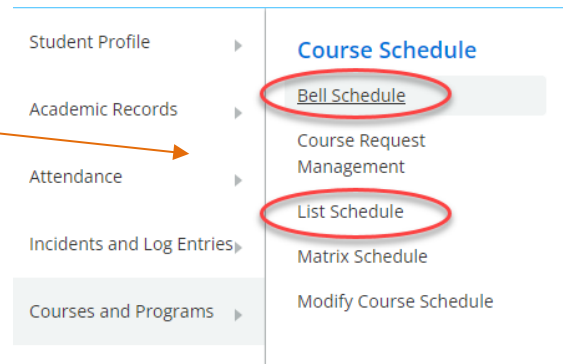 Student Profile
Academic Records
Attendance
Incidents and Log Entries
Courses and Programs
Course Schedule
Bell Schedule
Course Request
Management
List Schedule
Matrix Schedule
Modify Course Schedule